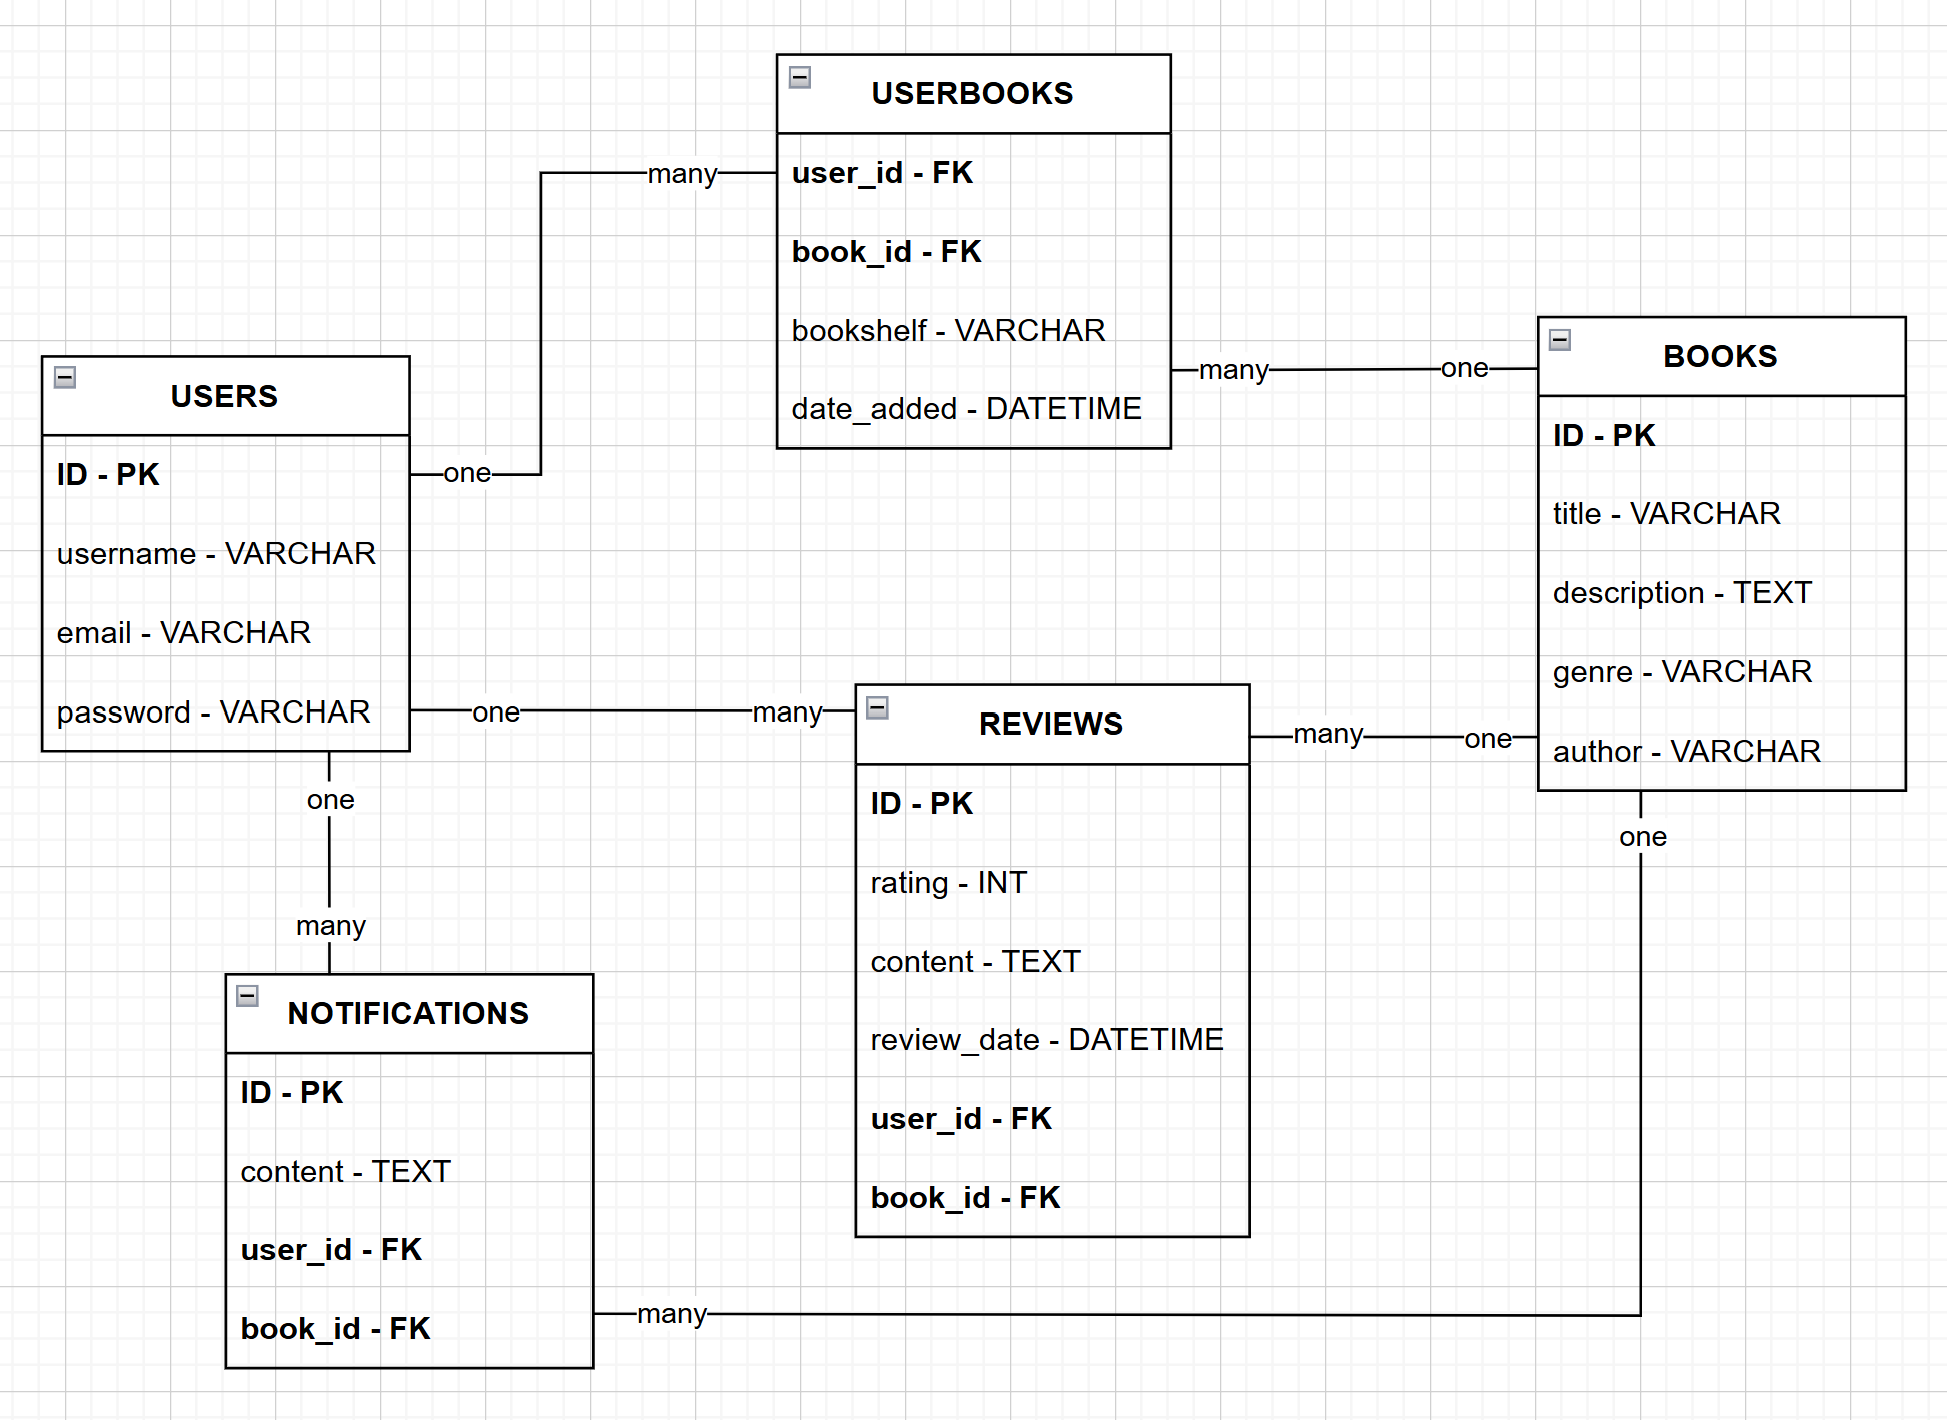 USERBOOKS
user_id - FK
book_id - FK
bookshelf - VARCHAR
date_added - DATETIME
many
one
many
one
USERS
ID - PK
username - VARCHAR
email - VARCHAR
password - VARCHAR
BOOKS
ID - PK
title - VARCHAR
description - TEXT
genre - VARCHAR
author - VARCHAR
one
many
many
one
REVIEWS
ID - PK
rating - INT
content - TEXT
review_date - DATETIME
user_id - FK
book_id - FK
one
many
NOTIFICATIONS
ID - PK
content - TEXT
user_id - FK
book_id - FK
many
one